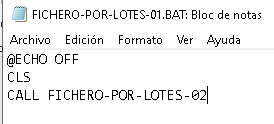 FICHERO-POR-LOTES-01.BAT: Bloc de notas
Archivo Edición Formato Ver Ayuda
@ECHO OFF
CLS
CALL FICHERO-POR-LOTES-02